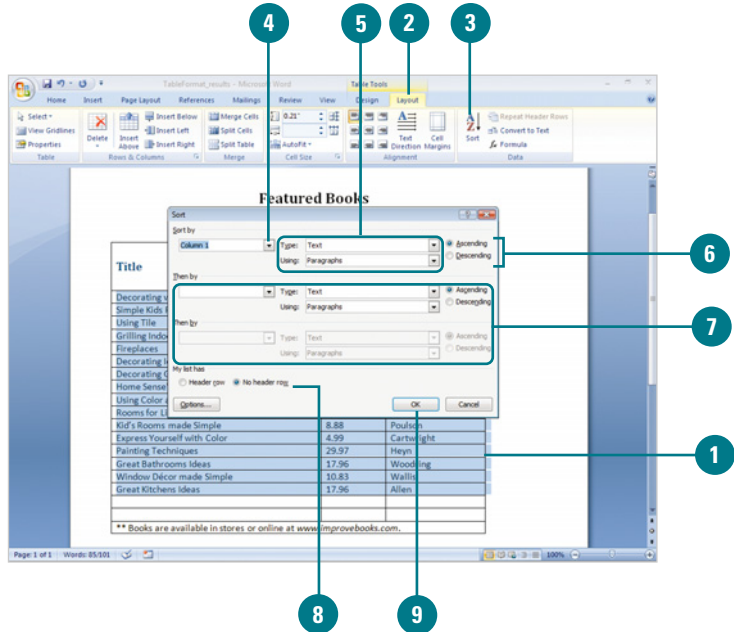 4 5 2 3
TableFormat_results - Microsoft Word Table Tools
Home Insert Page Layout References Mailings Review View Design Layout
Select
View Gridlines
Properties
Table
Delete
Insert Above
Insert Below
Insert Left
Insert Right
Rows & Columns
Merge Cells
Split Cells
Split Table
Merge
0.21"
AutoFit
Cell Size
Text Direction
Cell Margins
Alignment
Sort
Repeat Header Rows
Convert to Text
Formula
Data
Featured Books
Title
Sort
Sort by
Column 1 Type: Text Ascending
Using: Paragraphs Descending
6
Then by
Type: Text Ascending
Using: Paragraphs Descending
7
Then by
Type: Text Ascending
Using: Paragraphs Descending
My list has
Header row No header row
Options... OK Cancel
Decorating
Simple Kids
Using Tile
Grilling Indo
Fireplaces
Decorating
Decorating
Home Sense
Using Color
Rooms for Li
Kid's Rooms made Simple 8.88 Poulson
Express Yourself with Color 4.99 Cartwright
Painting Techniques 29.97 Heyn
1
Great Bathrooms Ideas 17.96 Woodring
Window Décor made Simple 10.83 Wallis
Great Kitchens Ideas 17.96 Allen
** Books are available in stores or online at www.improvebooks.com.
Page: 1 of 1 Words: 85/101 100%
8 9